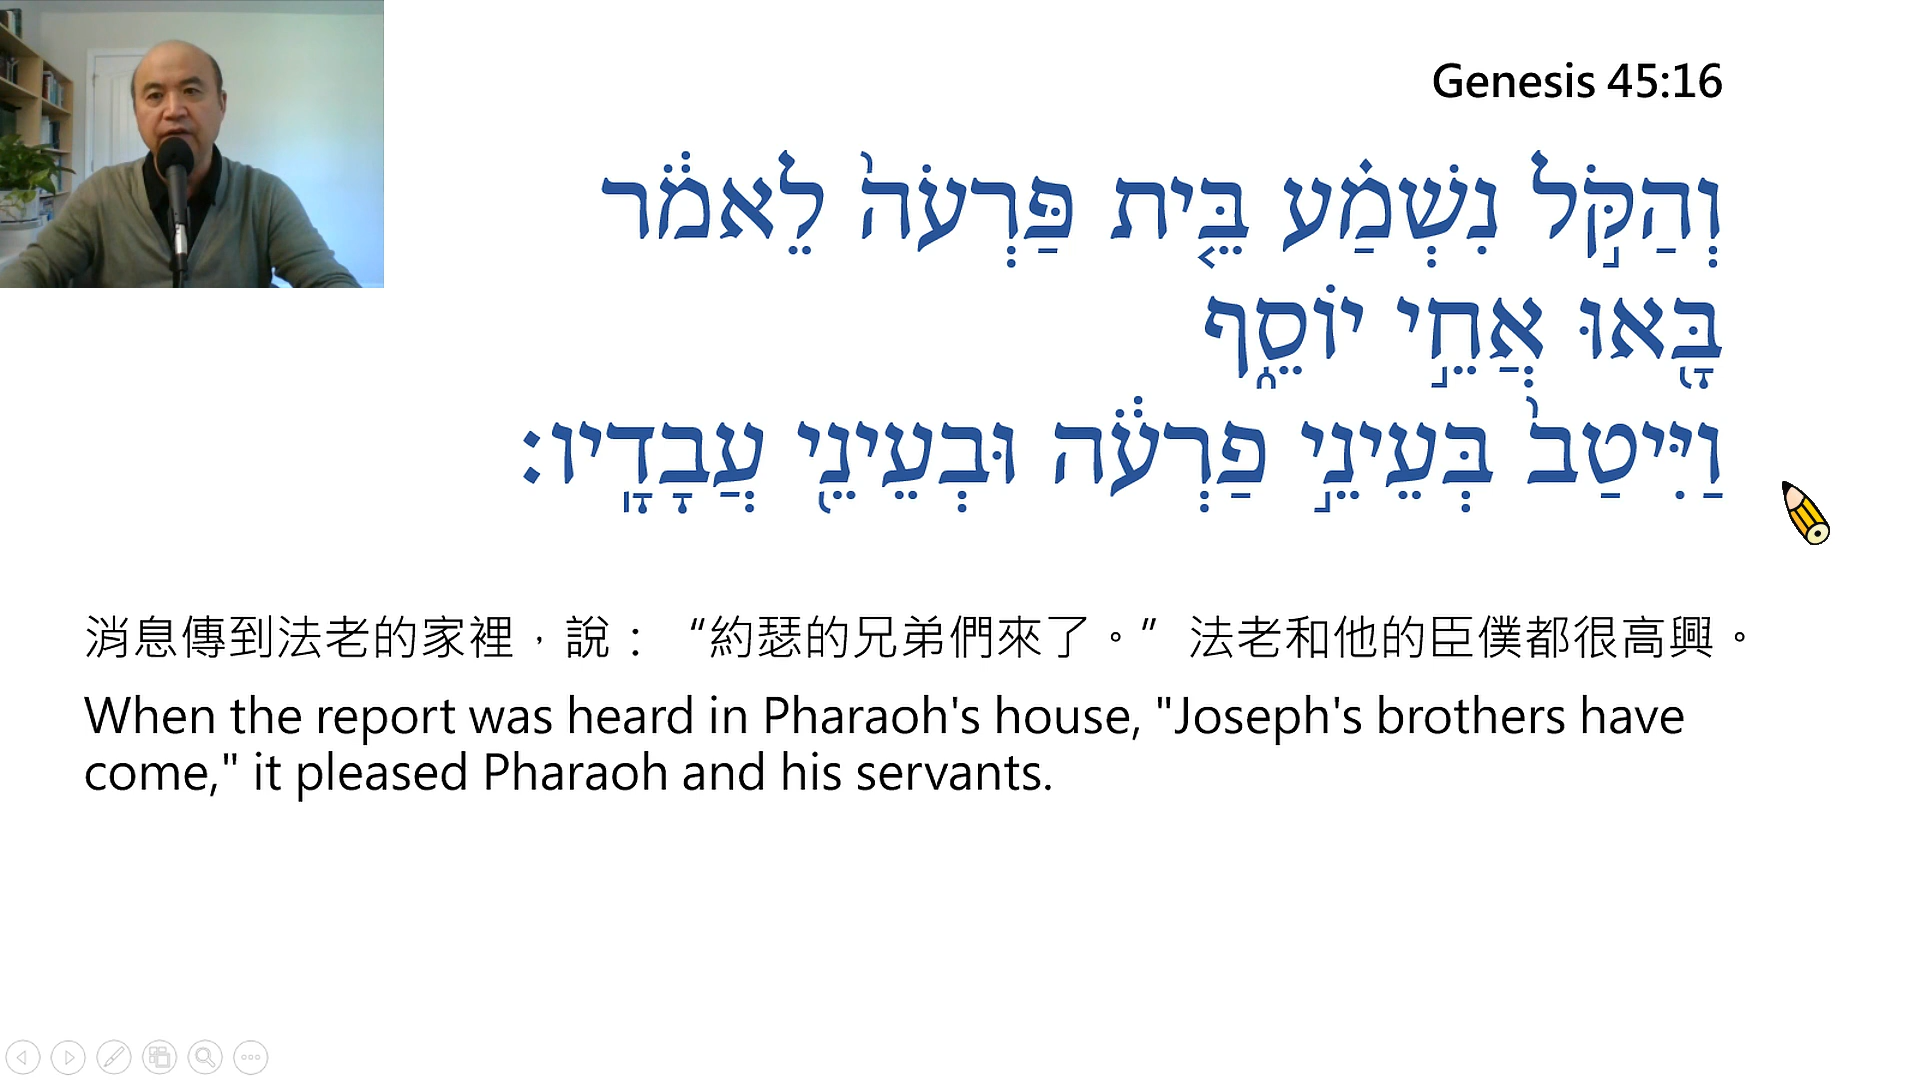 Genesis 45:16
וְהַקֹּ֣ל נִשְׁמַ֗ע בֵּ֤ית פַּרְעֹה֙ לֵאמֹ֔ר
בָּ֖אוּ אֲחֵ֣י יוֹסֵ֑ף
וַיִּיטַב֙ בְּעֵינֵ֣י פַרְעֹ֔ה וּבְעֵינֵ֖י עֲבָדָֽיו׃
消息傳到法老的家裡，說：“約瑟的兄弟們來了。”法老和他的臣僕都很高興。
When the report was heard in Pharaoh's house, "Joseph's brothers have
come," it pleased Pharaoh and his servants.